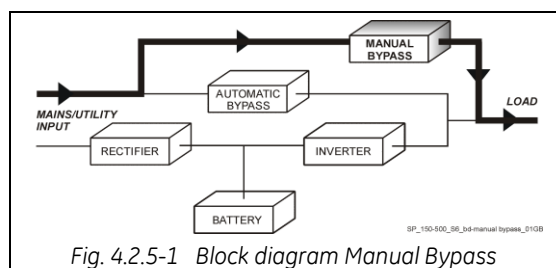 MANUAL
BYPASS
AUTOMATIC
BYPASS
MAINS/UTILITY
INPUT
LOAD
RECTIFIER
INVERTER
BATTERY
SP_150-500_S6_bd-manual bypass_01GB
Fig. 4.2.5-1 Block diagram Manual Bypass